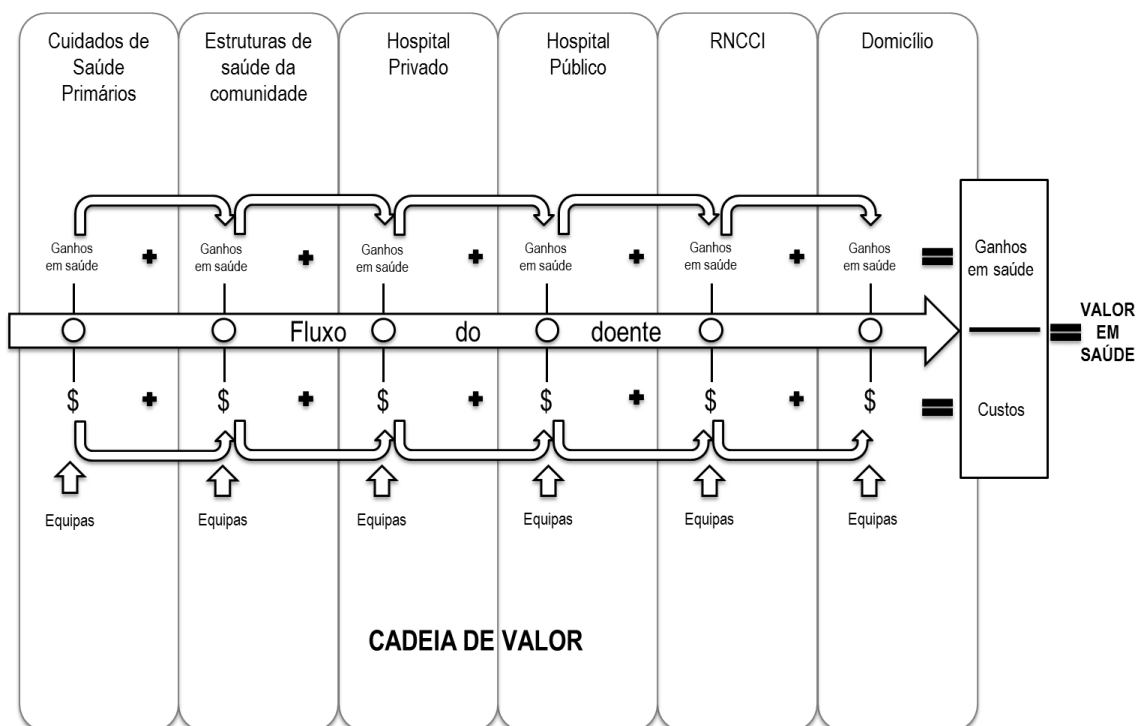 Cuidados de
Saúde
Primários
Estruturas de
saúde da
comunidade
Hospital
Privado
Hospital
Público
RNCCI
Domicílio
Ganhos
em saúde
+
Ganhos
em saúde
+
Ganhos
em saúde
+
Ganhos
em saúde
+
Ganhos
em saúde
+
Ganhos
em saúde
=
Ganhos
em saúde
Fluxo do doente
=
VALOR
EM
SAÚDE
$ + $ + $ + $ + $ + $ =
Custos
Equipas
Equipas
Equipas
Equipas
Equipas
Equipas
CADEIA DE VALOR